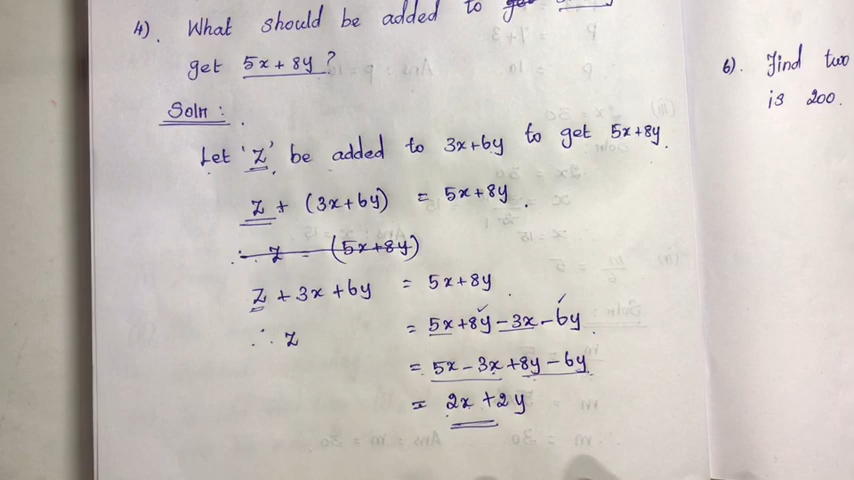 4). What should be added to
get 5x + 8y ?
Soln :
Let 'Z' be added to 3x+6y to get 5x+8y.
Z + (3x+6y) = 5x+8y.
∴ z = (5x+8y)
Z + 3x + 6y = 5x + 8y
∴ z = 5x+8y-3x-6y.
= 5x-3x+8y-6y
= 2x+2y
6). Find two
is 200.